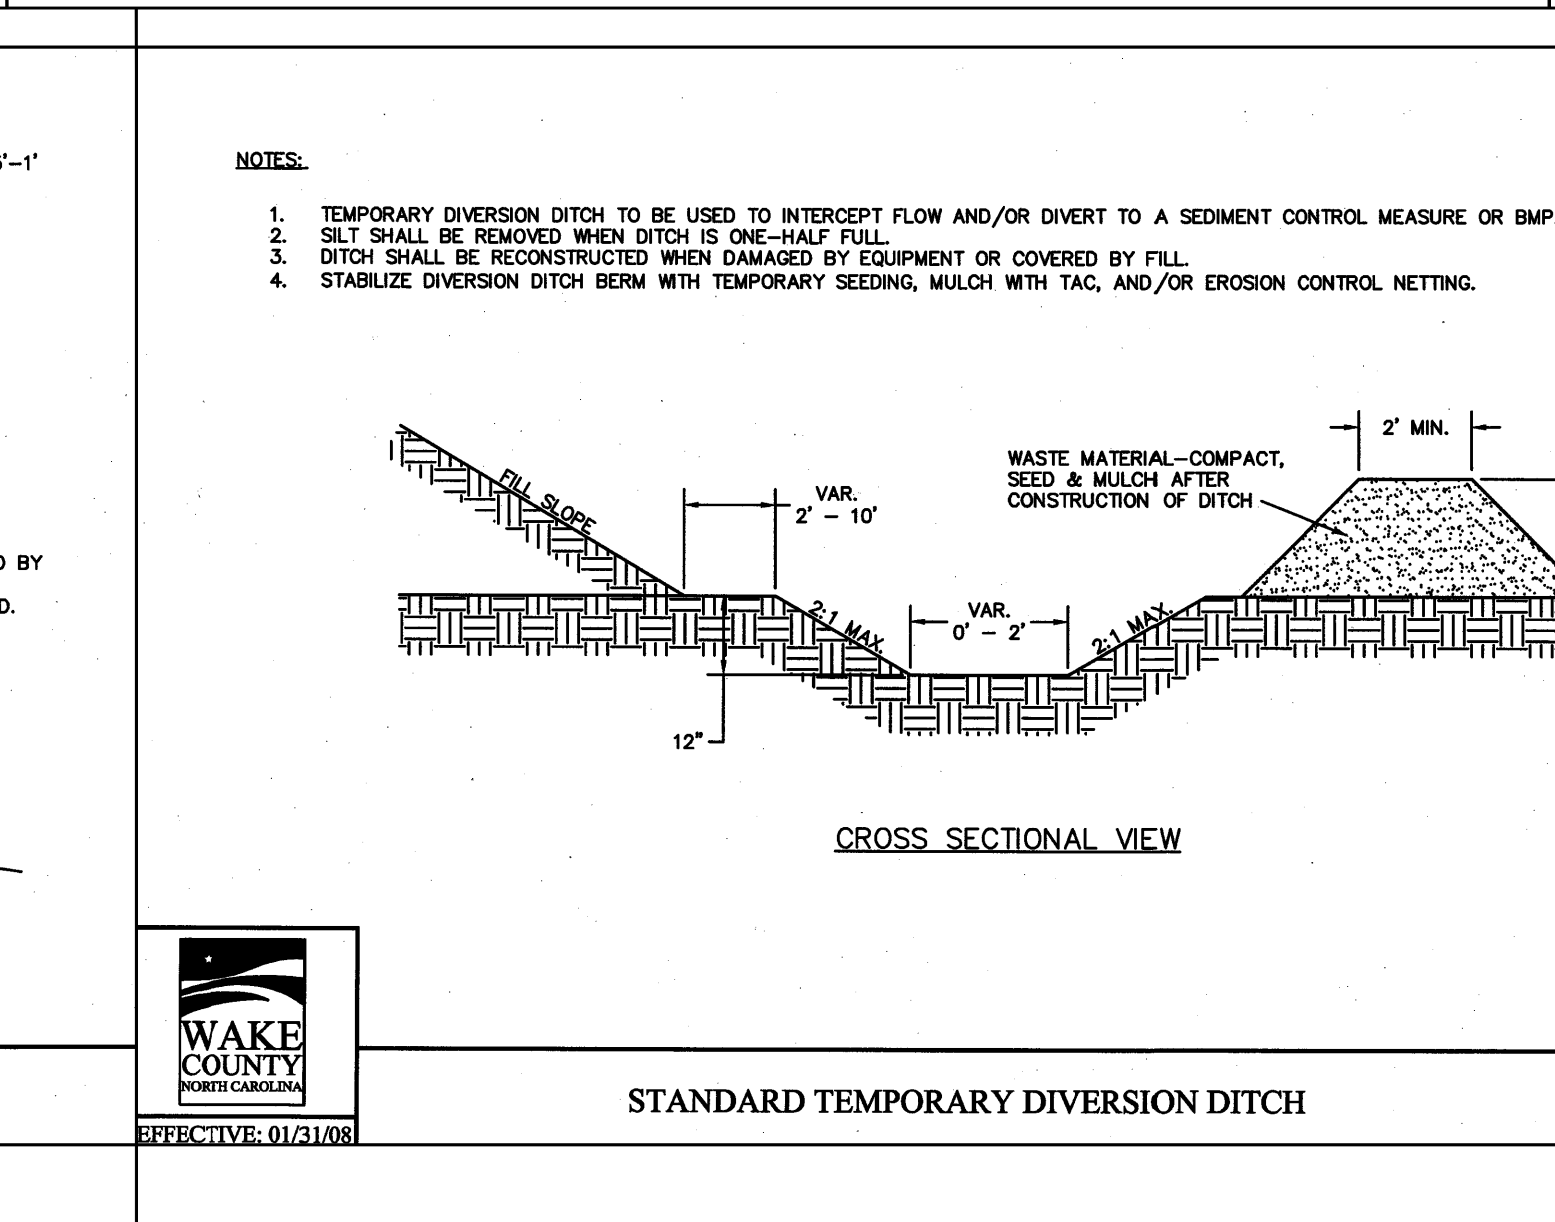 NOTES:
1. TEMPORARY DIVERSION DITCH TO BE USED TO INTERCEPT FLOW AND/OR DIVERT TO A SEDIMENT CONTROL MEASURE OR BMP
2. SILT SHALL BE REMOVED WHEN DITCH IS ONE-HALF FULL.
3. DITCH SHALL BE RECONSTRUCTED WHEN DAMAGED BY EQUIPMENT OR COVERED BY FILL.
4. STABILIZE DIVERSION DITCH BERM WITH TEMPORARY SEEDING, MULCH WITH TAC, AND/OR EROSION CONTROL NETTING.
'-1'
BY
D.
FILL SLOPE
VAR.
2' - 10'
2:1 MAX.
VAR.
0' - 2'
2:1 MAX.
12"
WASTE MATERIAL-COMPACT,
SEED & MULCH AFTER
CONSTRUCTION OF DITCH
2' MIN.
CROSS SECTIONAL VIEW
WAKE
COUNTY
NORTH CAROLINA
EFFECTIVE: 01/31/08
STANDARD TEMPORARY DIVERSION DITCH